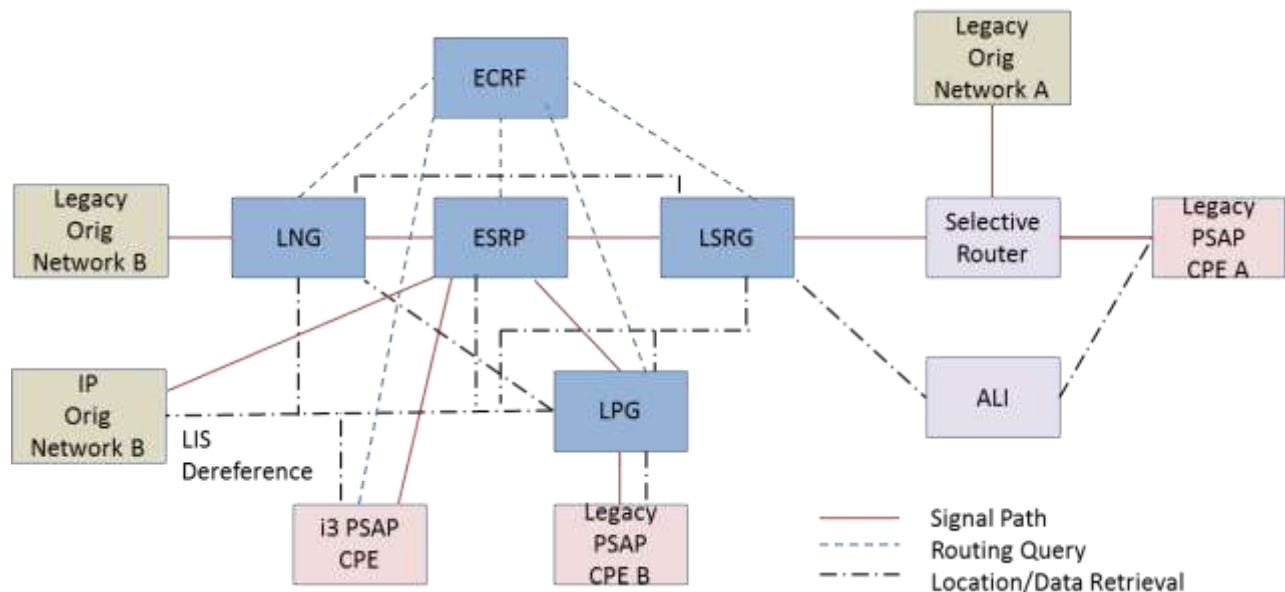 Legacy
Orig
Network A
ECRF
Legacy
Orig
Network B
LNG
ESRP
LSRG
Selective
Router
Legacy
PSAP
CPE A
IP
Orig
Network B
LIS
Dereference
LPG
ALI
i3 PSAP
CPE
Legacy
PSAP
CPE B
Signal Path
Routing Query
Location/Data Retrieval